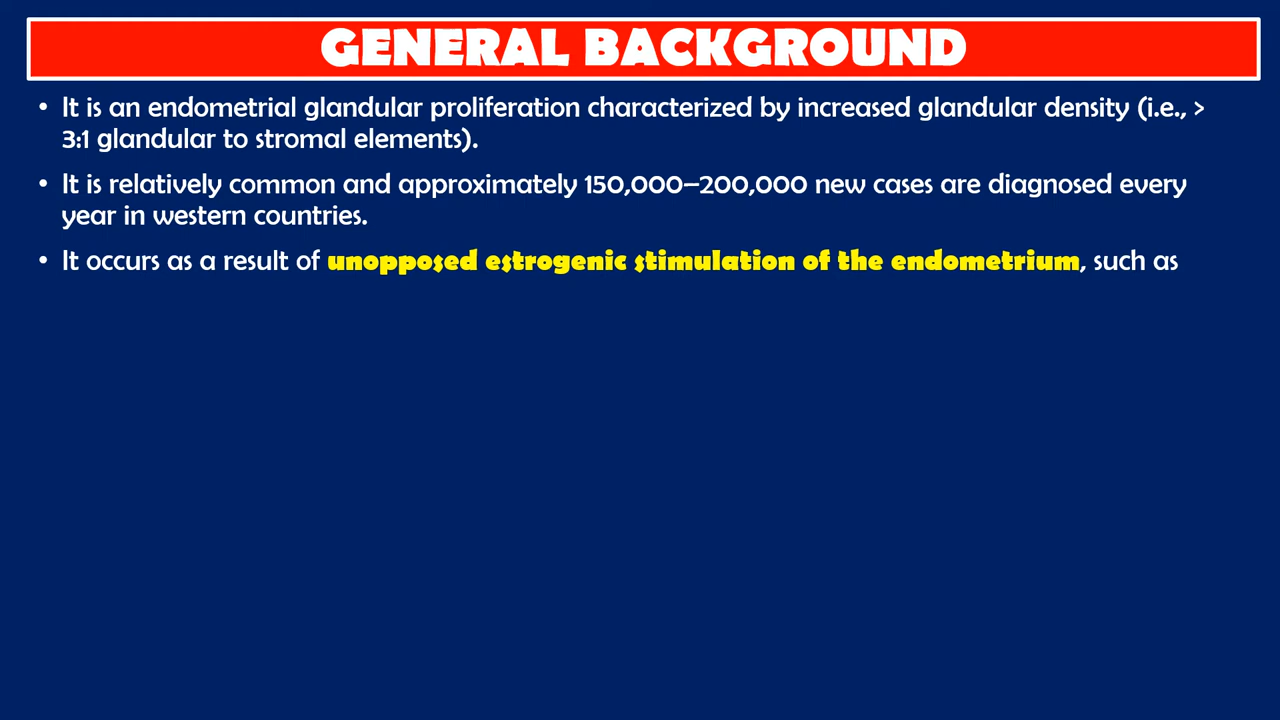 GENERAL BACKGROUND
• It is an endometrial glandular proliferation characterized by increased glandular density (i.e., >
3:1 glandular to stromal elements).
• It is relatively common and approximately 150,000–200,000 new cases are diagnosed every
year in western countries.
• It occurs as a result of unopposed estrogenic stimulation of the endometrium, such as